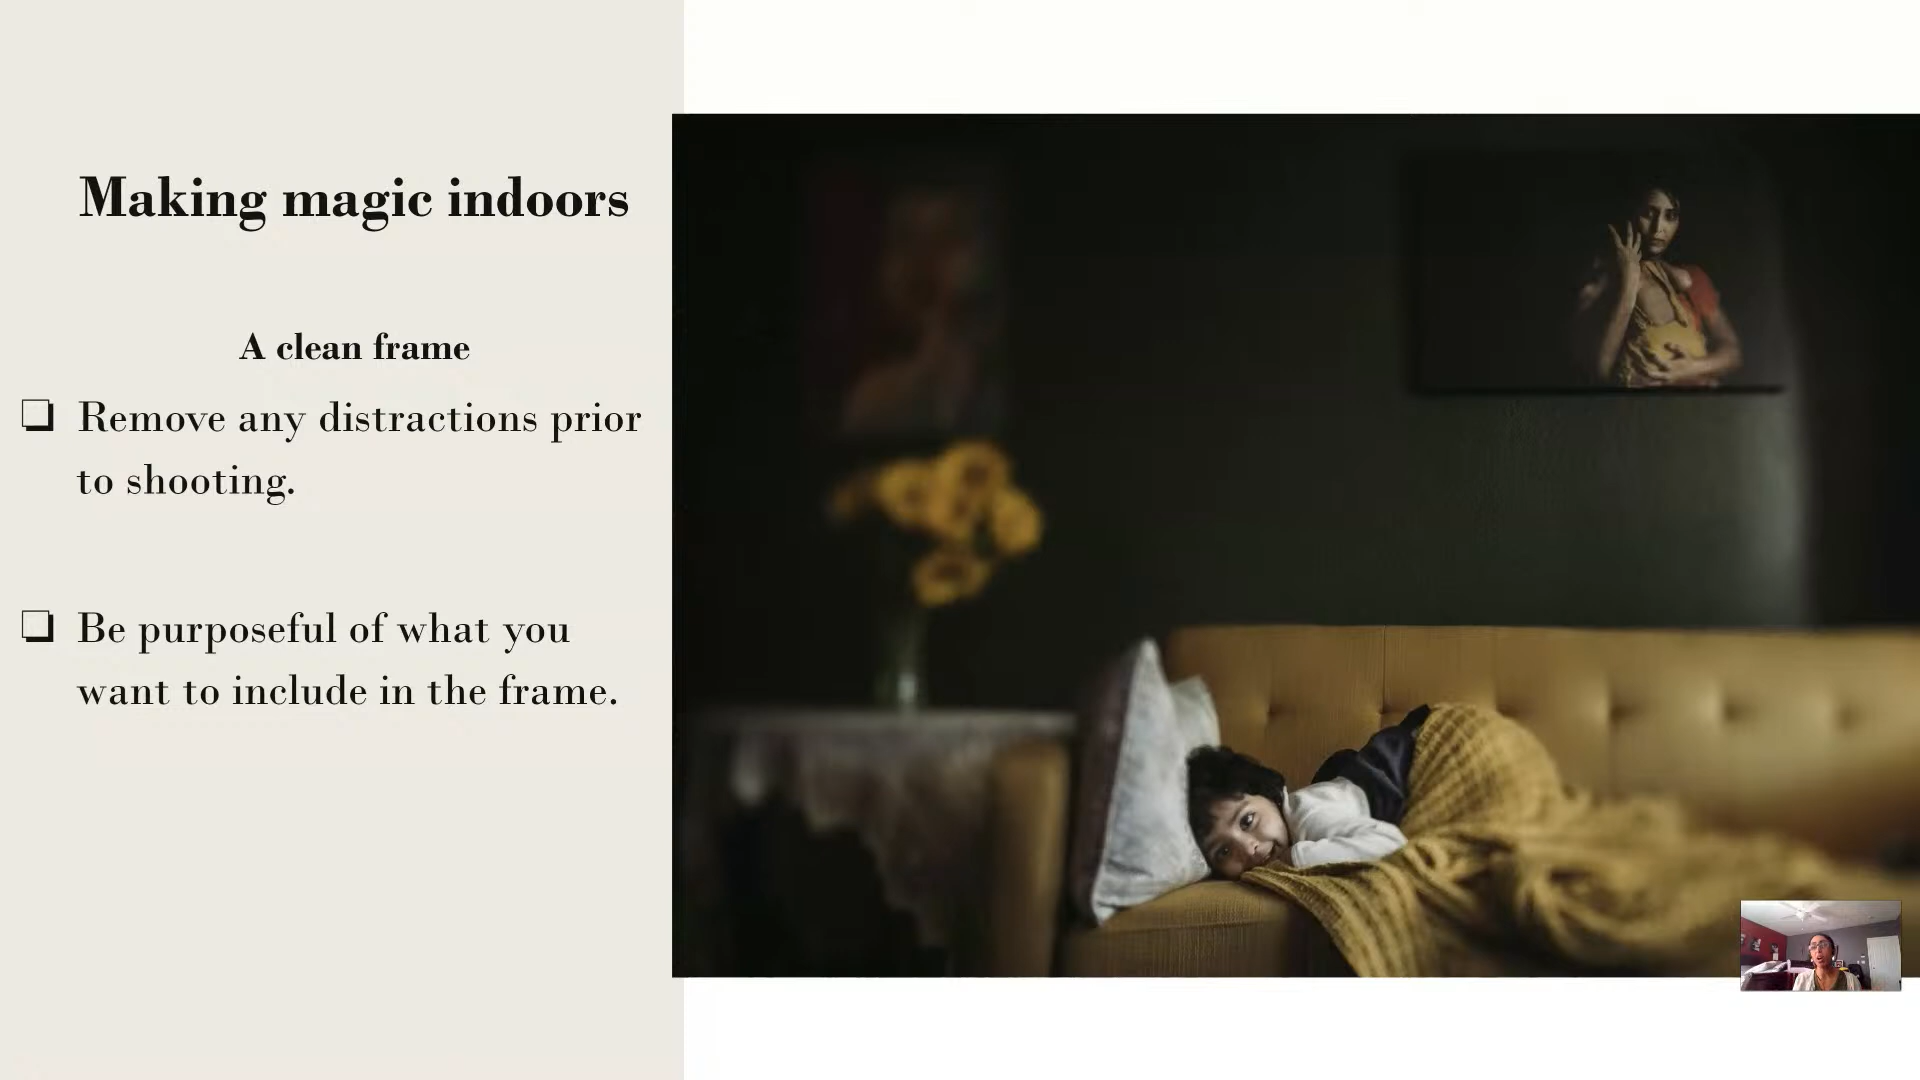 Making magic indoors
A clean frame
❏ Remove any distractions prior
to shooting.
❏ Be purposeful of what you
want to include in the frame.